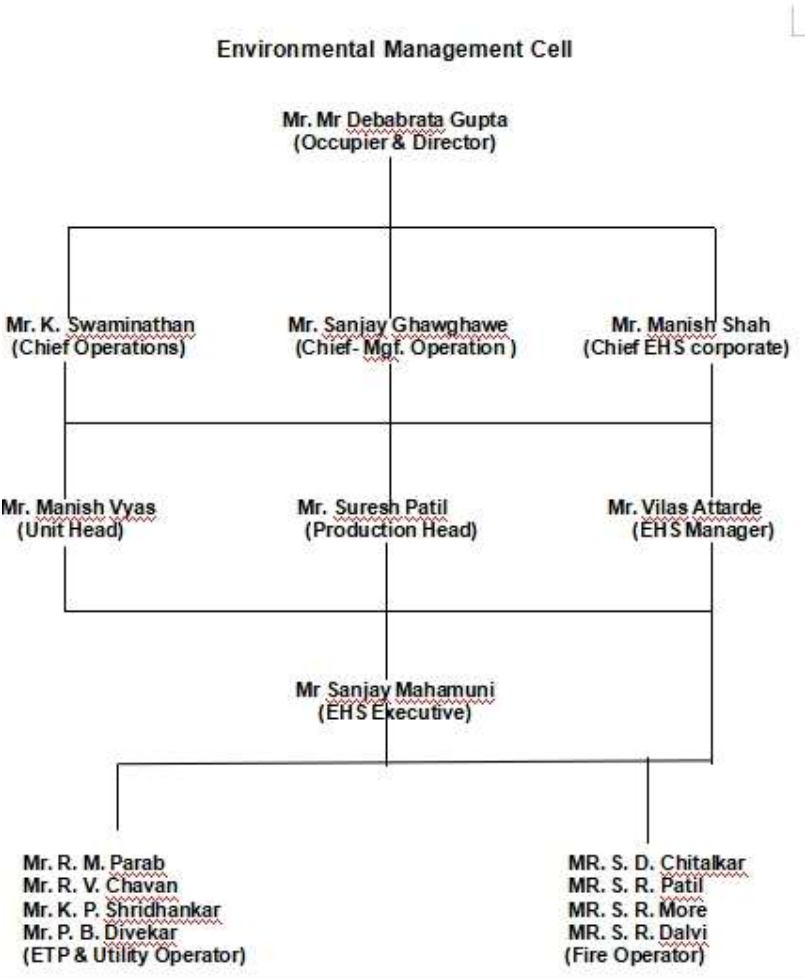 Environmental Management Cell
Mr. Mr Debabrata Gupta
(Occupier & Director)
Mr. K. Swaminathan
(Chief Operations)
Mr. Sanjay Ghawghawe
(Chief- Mgf. Operation )
Mr. Manish Shah
(Chief EHS corporate)
Mr. Manish Vyas
(Unit Head)
Mr. Suresh Patil
(Production Head)
Mr. Vilas Attarde
(EHS Manager)
Mr Sanjay Mahamuni
(EHS Executive)
Mr. R. M. Parab
Mr. R. V. Chavan
Mr. K. P. Shridhankar
Mr. P. B. Divekar
(ETP & Utility Operator)
MR. S. D. Chitalkar
MR. S. R. Patil
MR. S. R. More
MR. S. R. Dalvi
(Fire Operator)